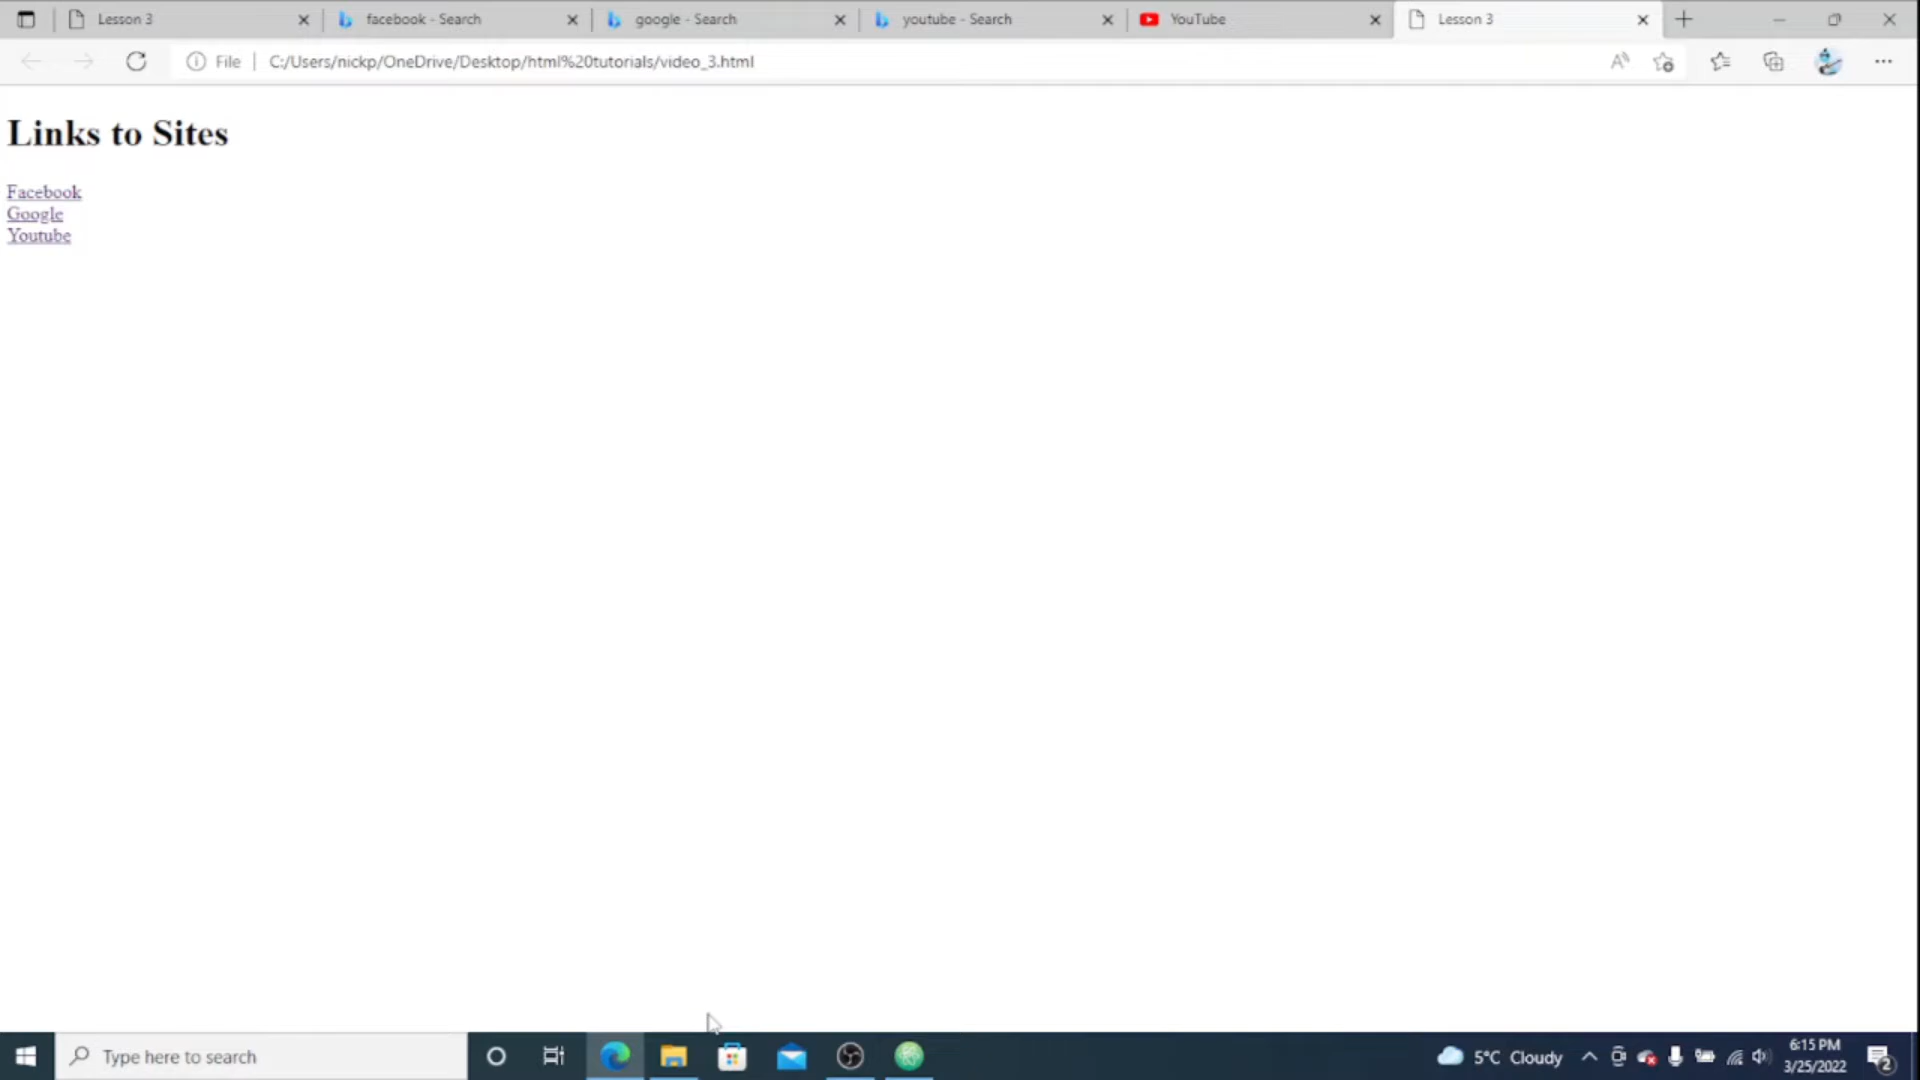 Lesson 3
facebook - Search
google - Search
youtube - Search
YouTube
Lesson 3
File
C:/Users/nickp/OneDrive/Desktop/html%20tutorials/video_3.html
Links to Sites
Facebook
Google
Youtube
Type here to search
5°C Cloudy
6:15 PM
3/25/2022
2